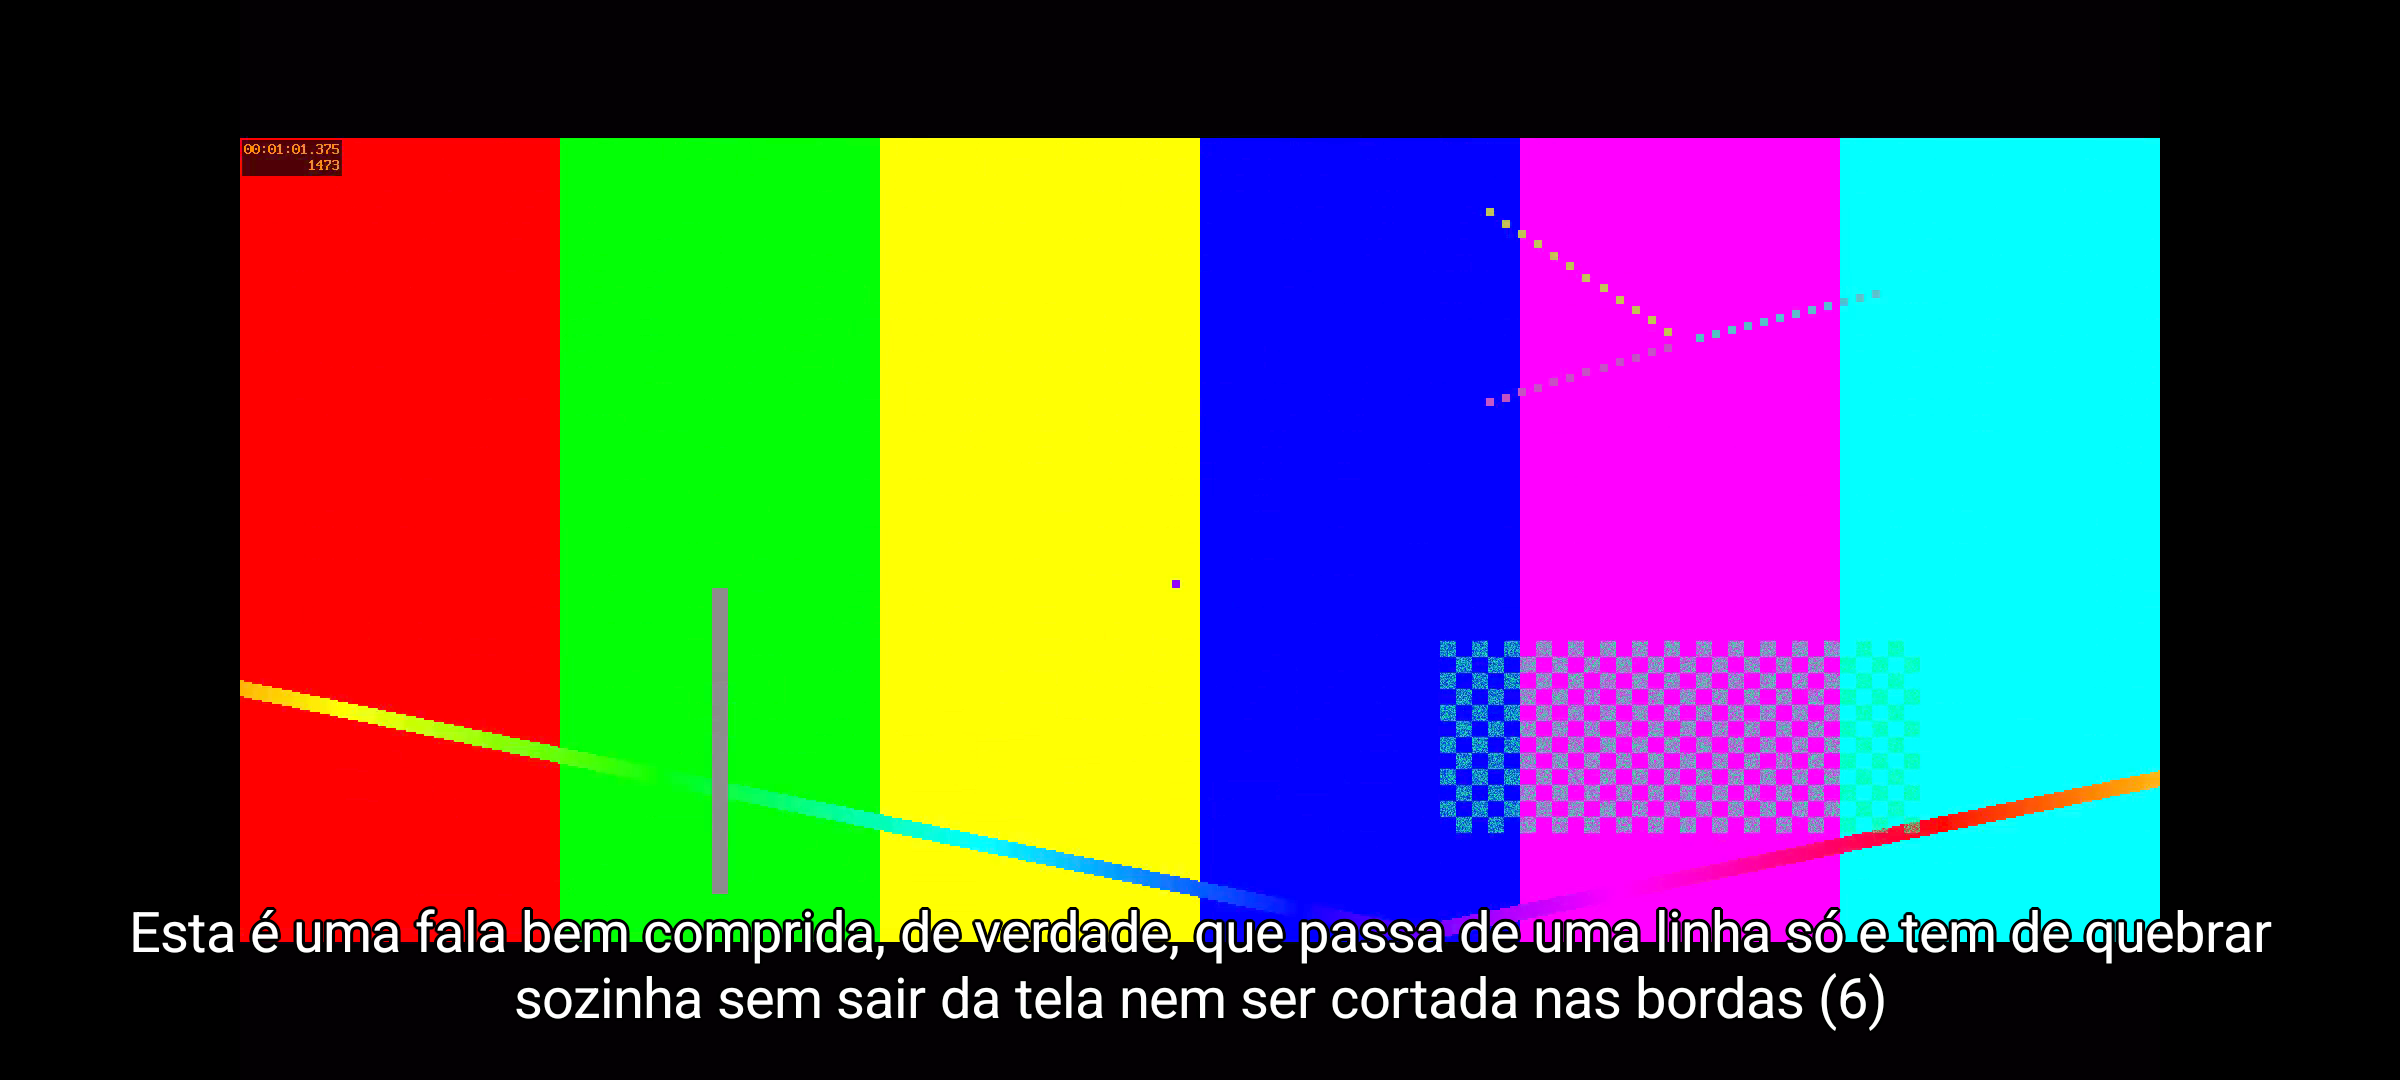 00:01:01.375
1473
Esta é uma fala bem comprida, de verdade, que passa de uma linha só e tem de quebrar
sozinha sem sair da tela nem ser cortada nas bordas (6)